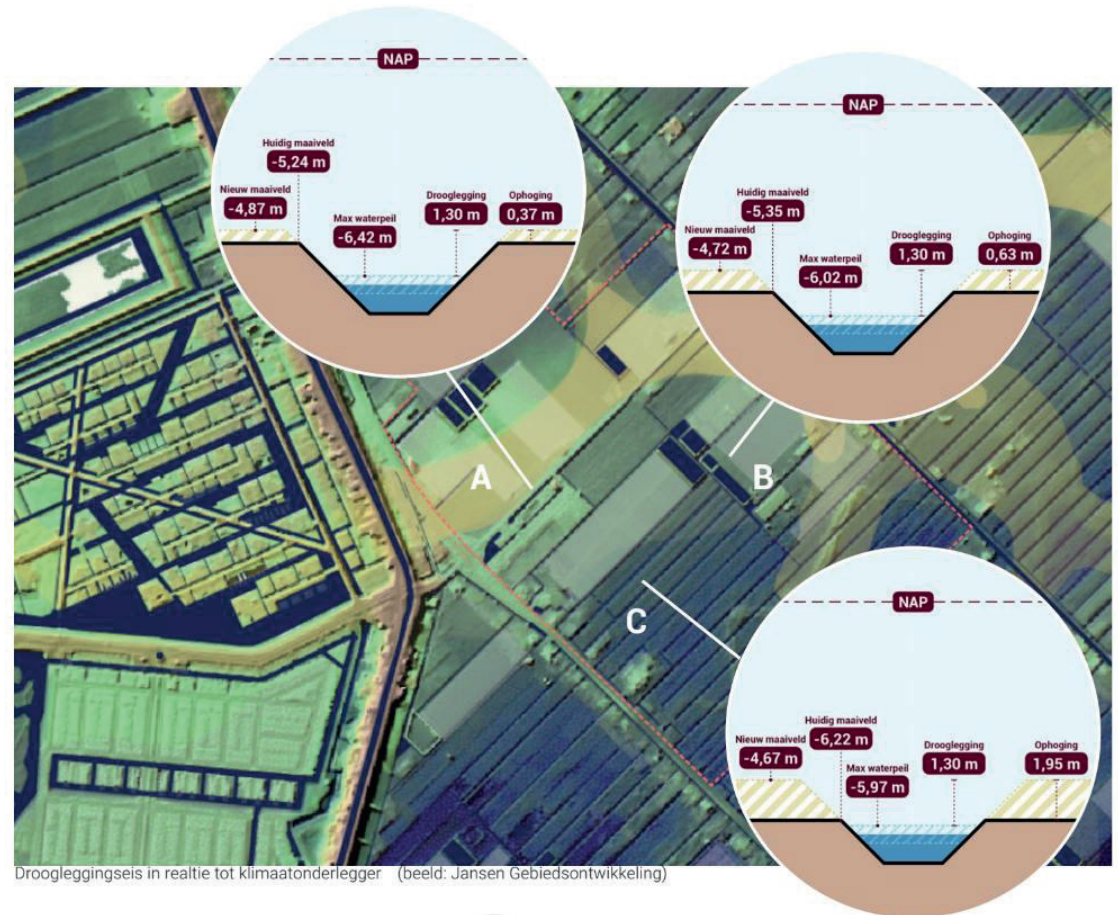 NAP
Huidig maaiveld
-5,24 m
Nieuw maaiveld
-4,87 m
Max waterpeil
-6,42 m
Drooglegging
1,30 m
Ophoging
0,37 m
NAP
Huidig maaiveld
-5,35 m
Nieuw maaiveld
-4,72 m
Max waterpeil
-6,02 m
Drooglegging
1,30 m
Ophoging
0,63 m
A
B
C
NAP
Huidig maaiveld
-6,22 m
Nieuw maaiveld
-4,67 m
Max waterpeil
-5,97 m
Drooglegging
1,30 m
Ophoging
1,95 m
Droogleggingseis in realtie tot klimaatonderlegger (beeld: Jansen Gebiedsontwikkeling)